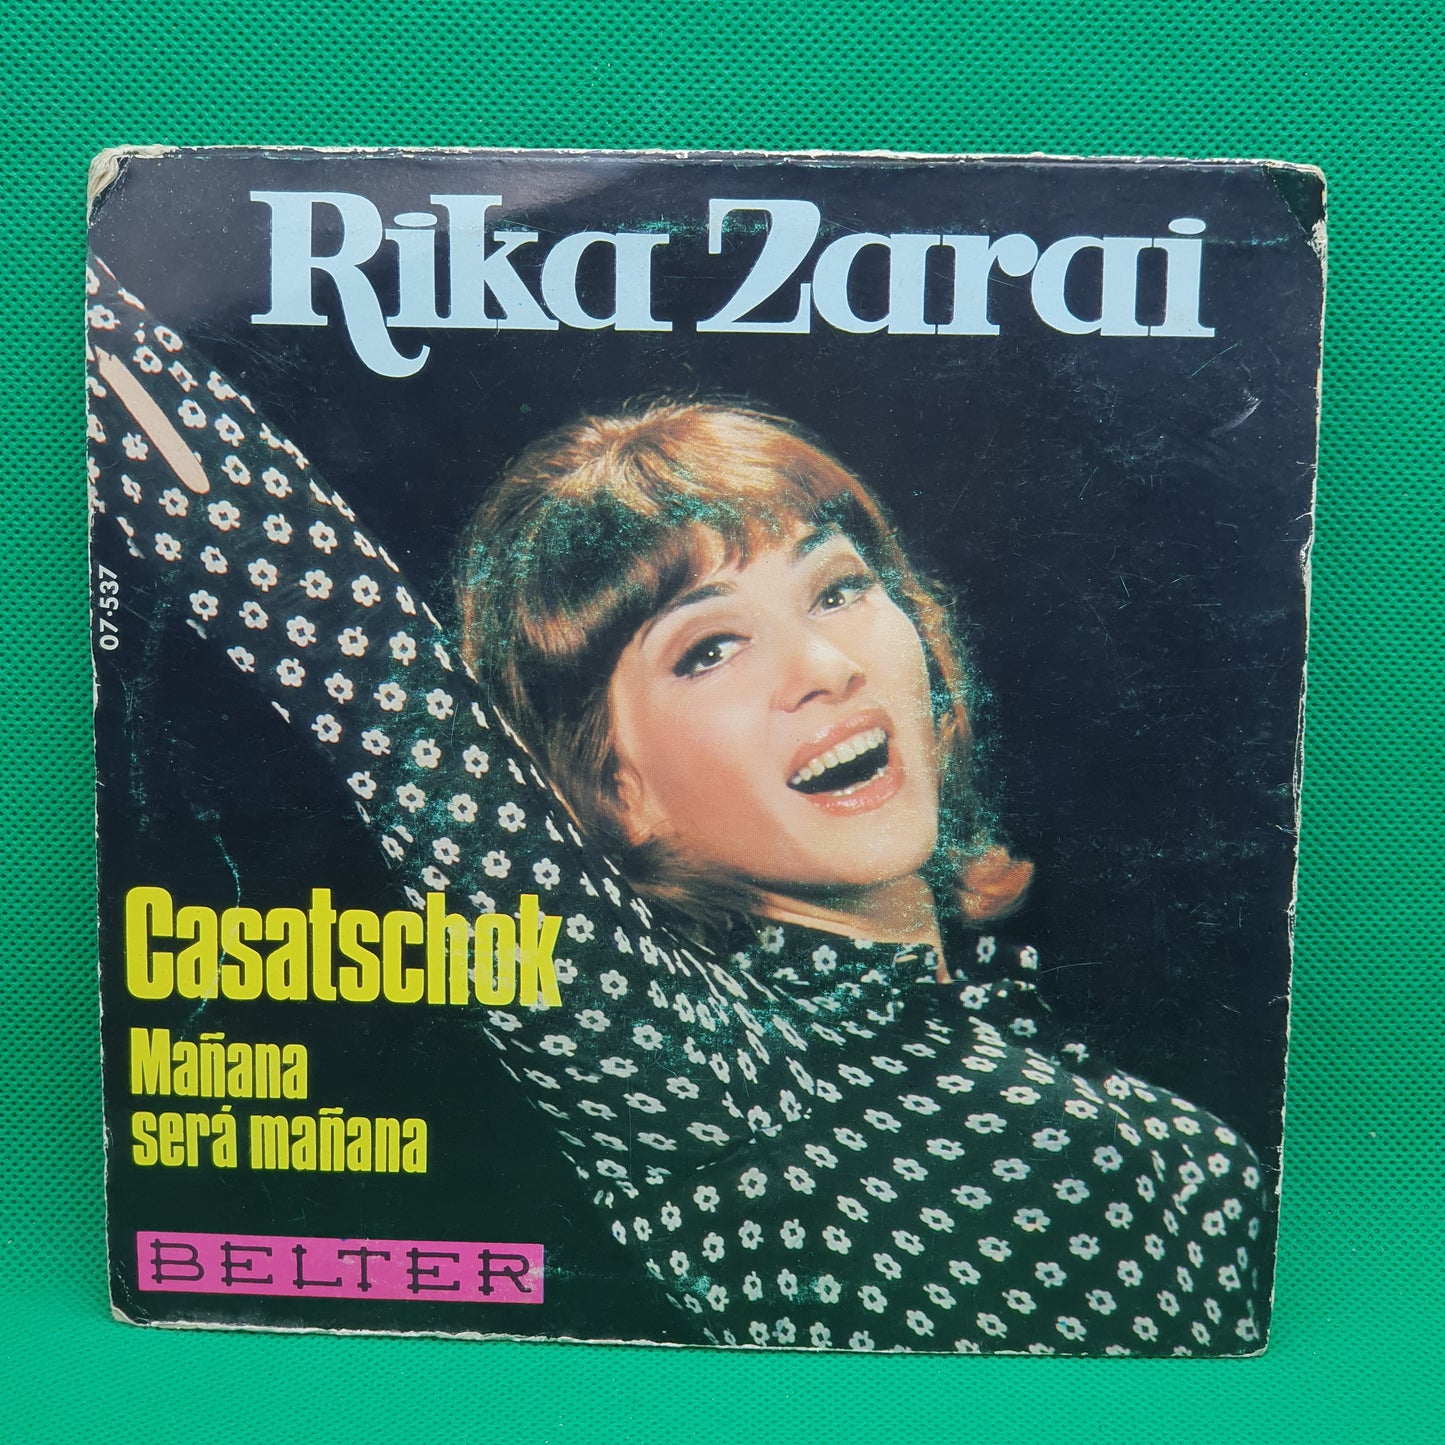 Rika Zarai
07·537
Casatschok
Mañana
será mañana
BELTER